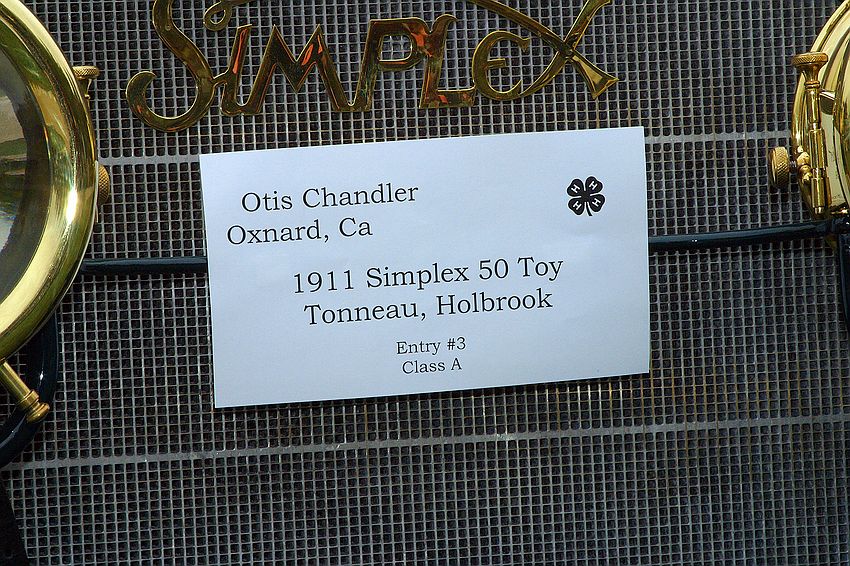 SIMPLEX
Otis Chandler
Oxnard, Ca
H H
H H
1911 Simplex 50 Toy
Tonneau, Holbrook
Entry #3
Class A